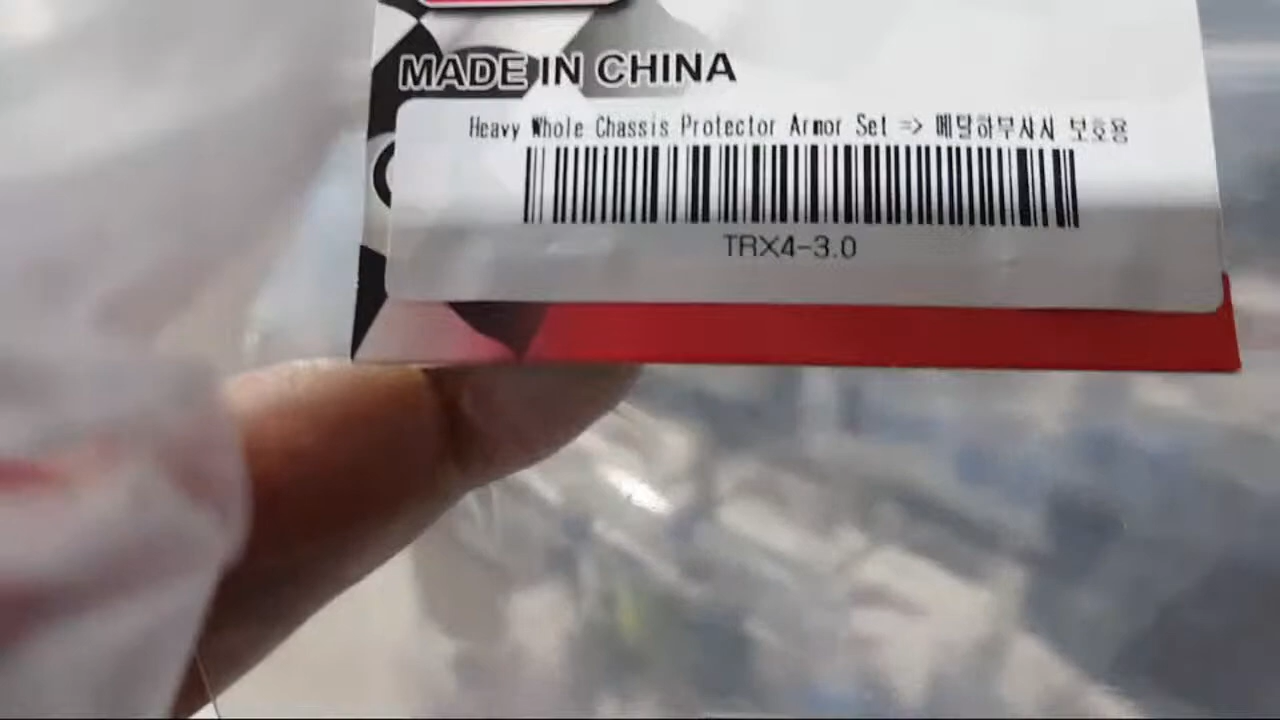 MADE IN CHINA
Heavy Whole Chassis Protector Armor Set => 메탈하부샤시 보호용
TRX4-3.0